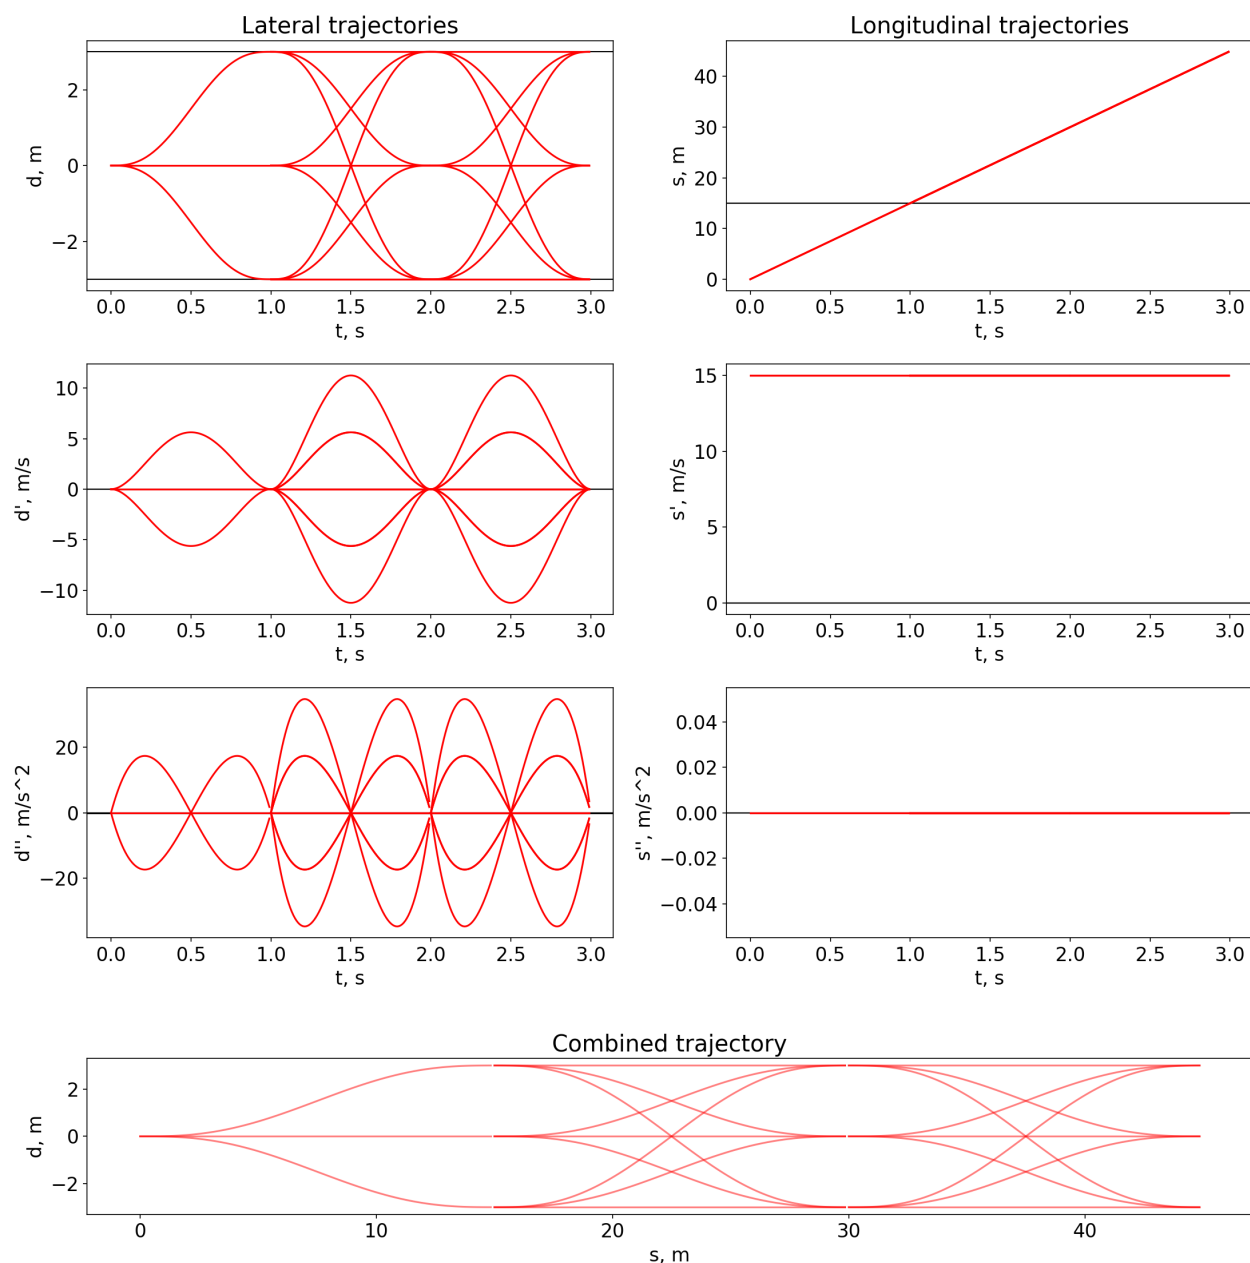 Lateral trajectories
d, m
2
0
−2
0.0 0.5 1.0 1.5 2.0 2.5 3.0
t, s
Longitudinal trajectories
s, m
40
30
20
10
0
0.0 0.5 1.0 1.5 2.0 2.5 3.0
t, s
d', m/s
10
5
0
−5
−10
0.0 0.5 1.0 1.5 2.0 2.5 3.0
t, s
s', m/s
15
10
5
0
0.0 0.5 1.0 1.5 2.0 2.5 3.0
t, s
d'', m/s^2
20
0
−20
0.0 0.5 1.0 1.5 2.0 2.5 3.0
t, s
s'', m/s^2
0.04
0.02
0.00
−0.02
−0.04
0.0 0.5 1.0 1.5 2.0 2.5 3.0
t, s
Combined trajectory
d, m
2
0
−2
0 10 20 30 40
s, m